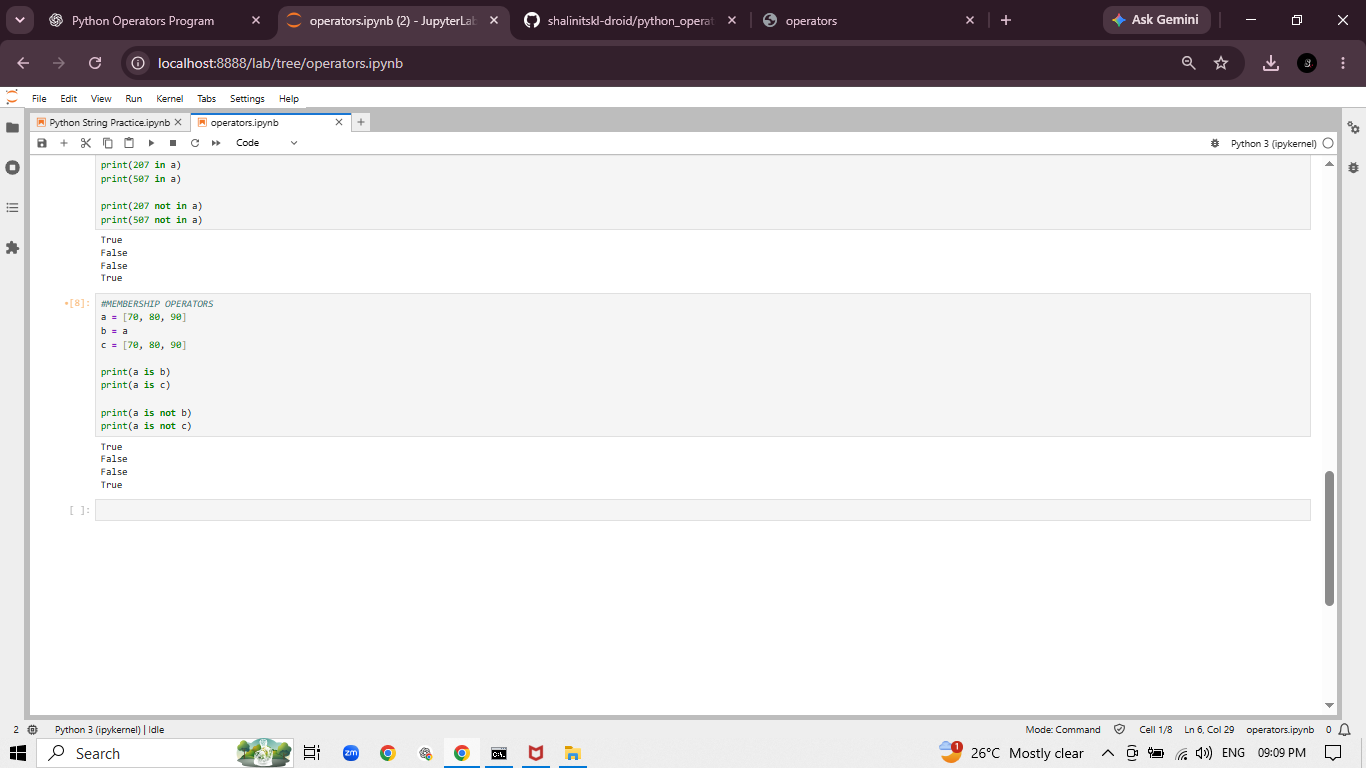 Python Operators Program
operators.ipynb (2) - JupyterLab
shalinitskl-droid/python_operat
operators
Ask Gemini
localhost:8888/lab/tree/operators.ipynb
File Edit View Run Kernel Tabs Settings Help
Python String Practice.ipynb
operators.ipynb
Code
Python 3 (ipykernel)
print(207 in a)
print(507 in a)
print(207 not in a)
print(507 not in a)
True
False
False
True
•[8]:
#MEMBERSHIP OPERATORS
a = [70, 80, 90]
b = a
c = [70, 80, 90]
print(a is b)
print(a is c)
print(a is not b)
print(a is not c)
True
False
False
True
[ ]:
2 Python 3 (ipykernel) | Idle
Mode: Command Cell 1/8 Ln 6, Col 29 operators.ipynb 0
Search
zm
1
26°C Mostly clear
ENG
09:09 PM